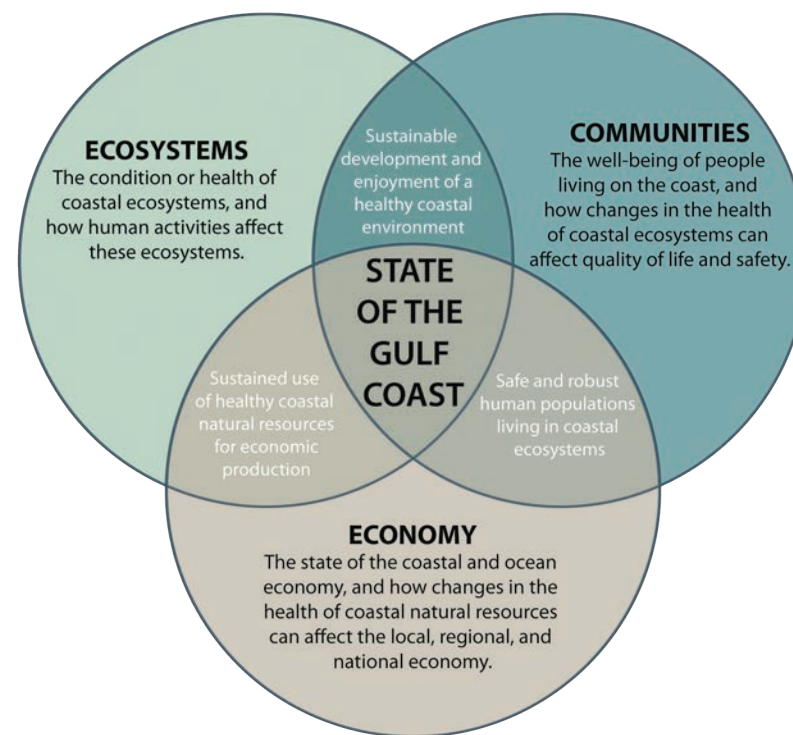 ECOSYSTEMS
The condition or health of
coastal ecosystems, and
how human activities affect
these ecosystems.
Sustainable
development and
enjoyment of a
healthy coastal
environment
COMMUNITIES
The well-being of people
living on the coast, and
how changes in the health
of coastal ecosystems can
affect quality of life and safety.
STATE
OF THE
GULF
COAST
Sustained use
of healthy coastal
natural resources
for economic
production
Safe and robust
human populations
living in coastal
ecosystems
ECONOMY
The state of the coastal and ocean
economy, and how changes in the
health of coastal natural resources
can affect the local, regional, and
national economy.